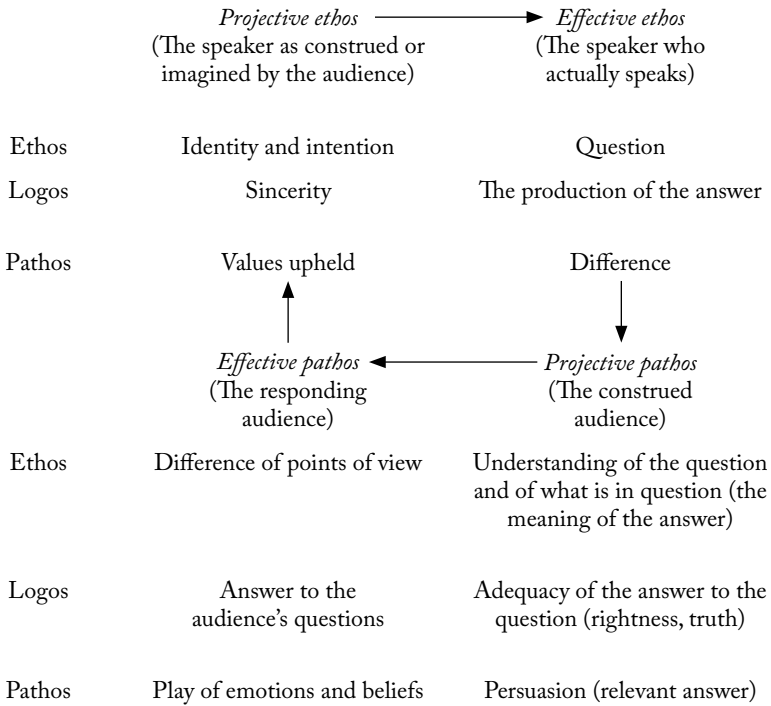 Projective ethos Effective ethos
(The speaker as construed or (The speaker who
imagined by the audience) actually speaks)
Ethos Identity and intention Question
Logos Sincerity The production of the answer
Pathos Values upheld Difference
Effective pathos Projective pathos
(The responding (The construed
audience) audience)
Ethos Difference of points of view Understanding of the question
and of what is in question (the
meaning of the answer)
Logos Answer to the Adequacy of the answer to the
audience's questions question (rightness, truth)
Pathos Play of emotions and beliefs Persuasion (relevant answer)